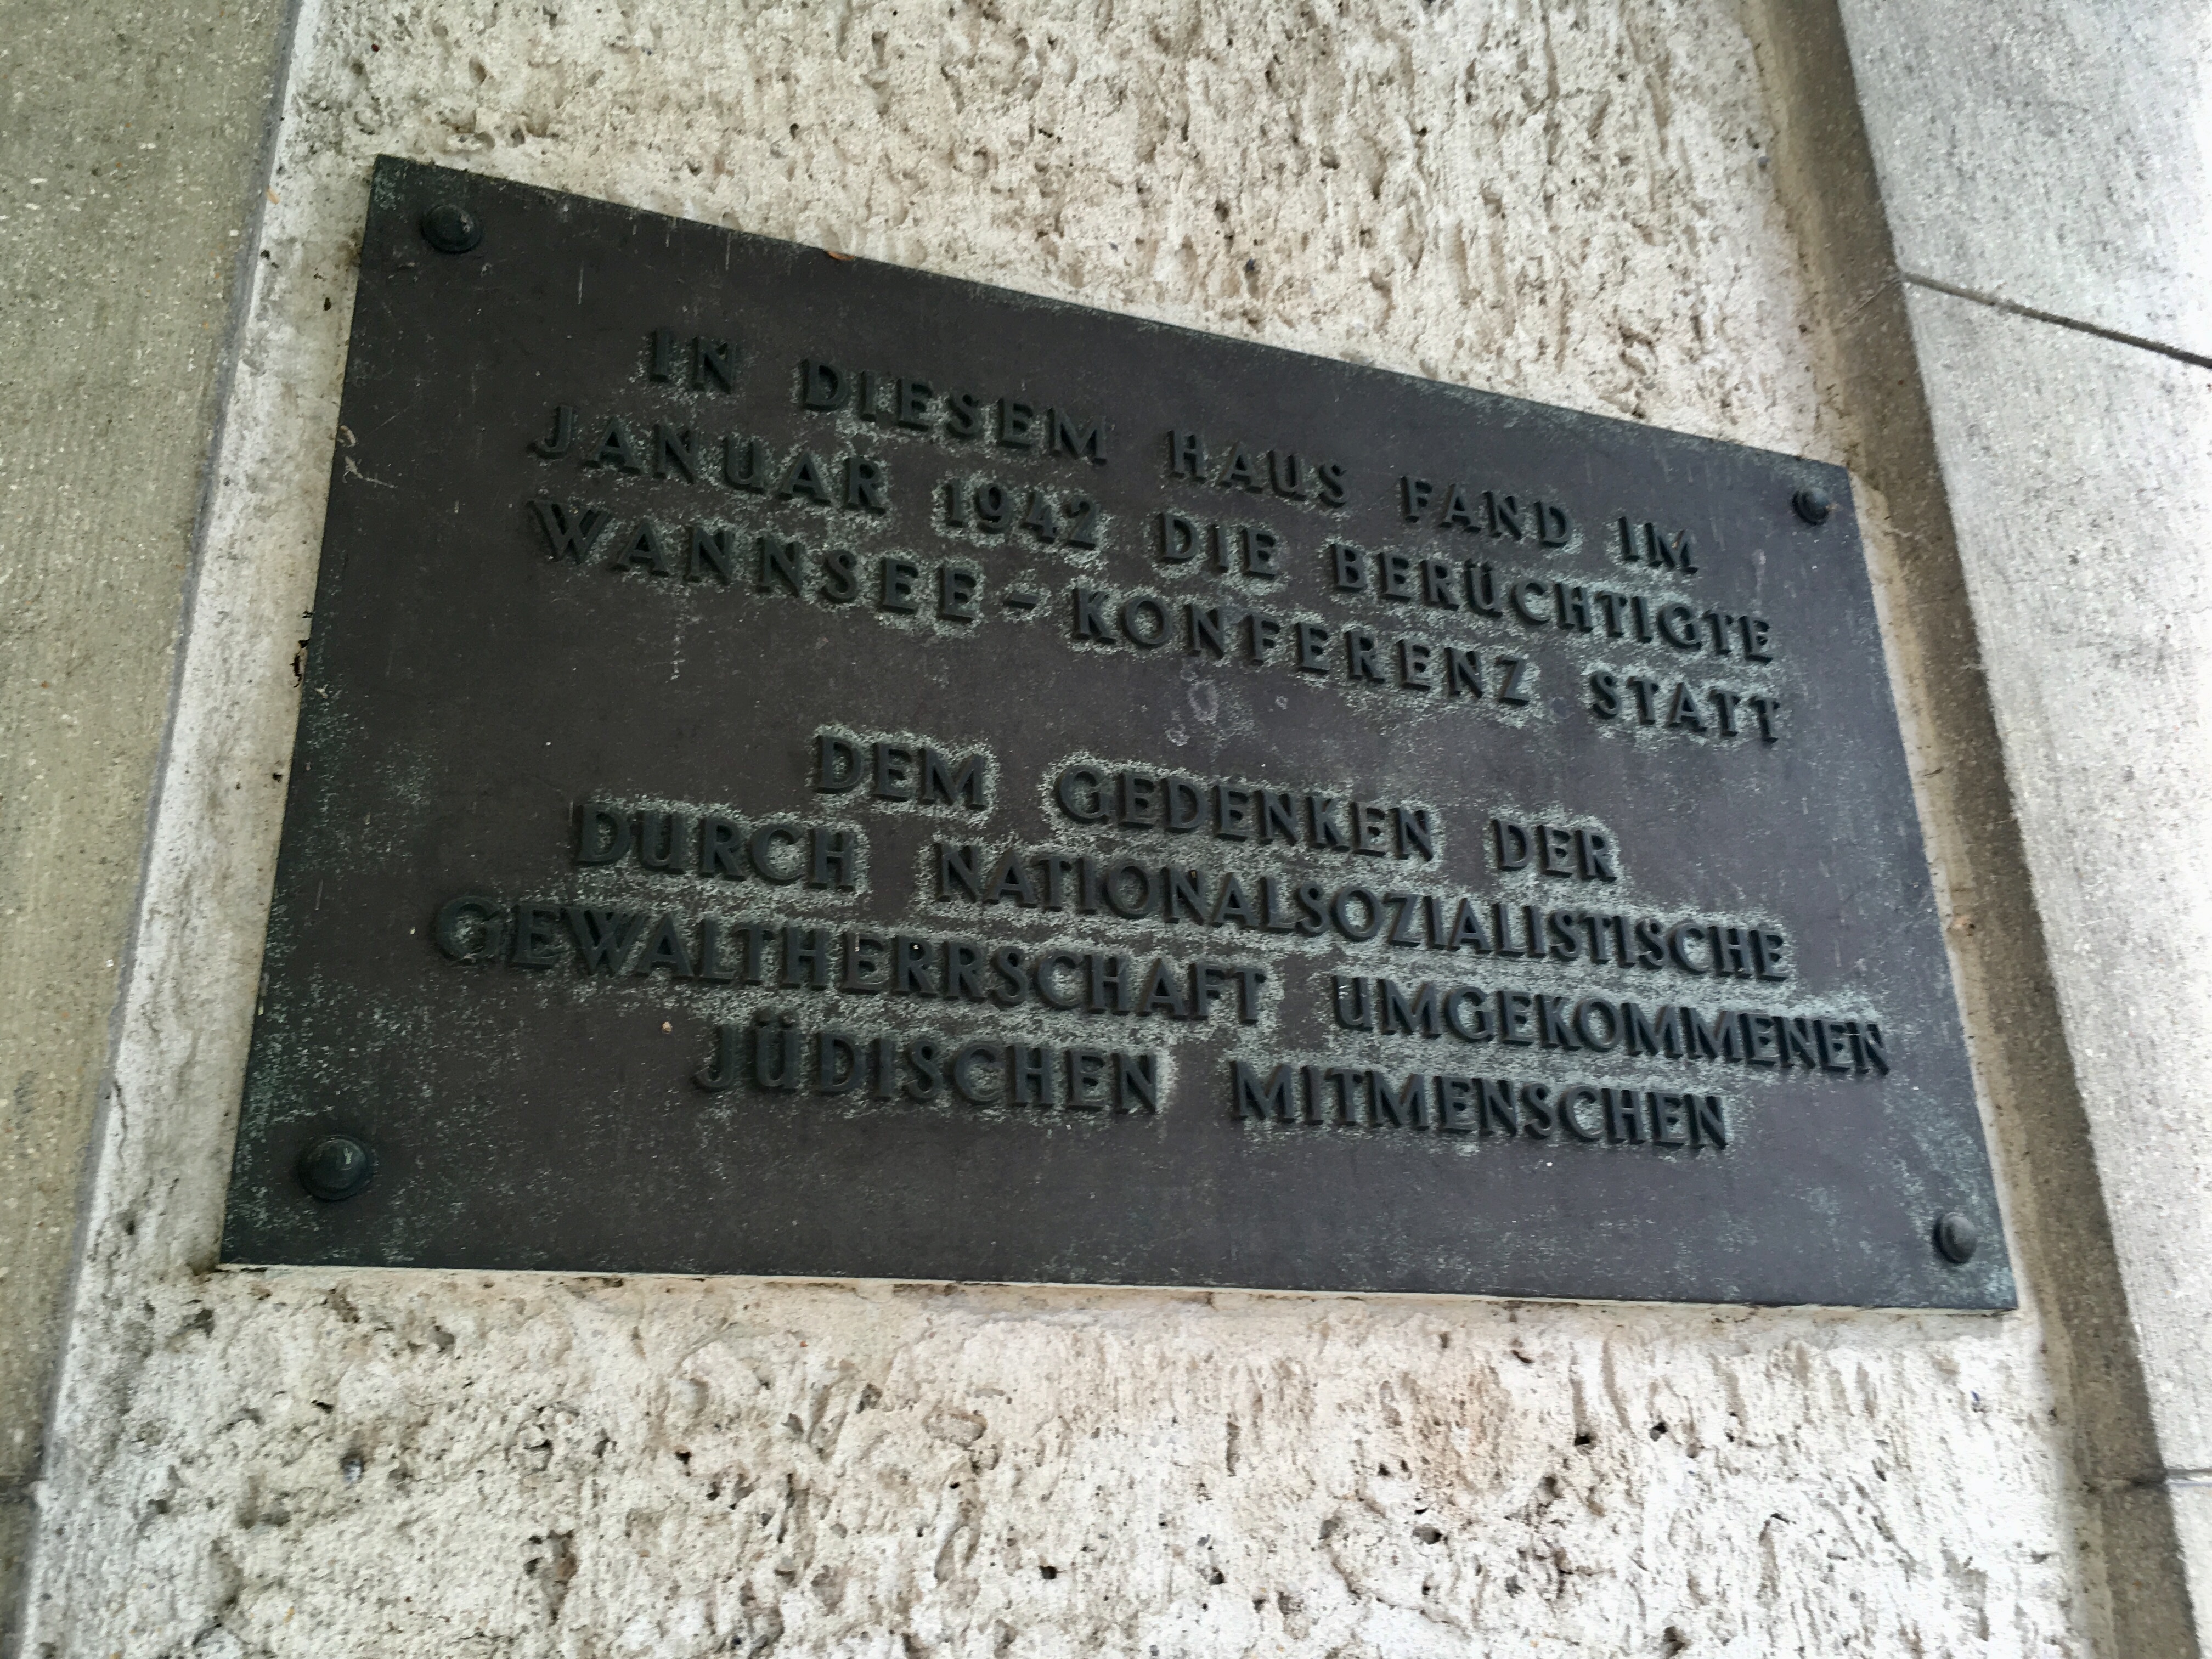 IN DIESEM HAUS FAND IM
JANUAR 1942 DIE BERÜCHTIGTE
WANNSEE-KONFERENZ STATT
DEM GEDENKEN DER
DURCH NATIONALSOZIALISTISCHE
GEWALTHERRSCHAFT UMGEKOMMENEN
JÜDISCHEN MITMENSCHEN